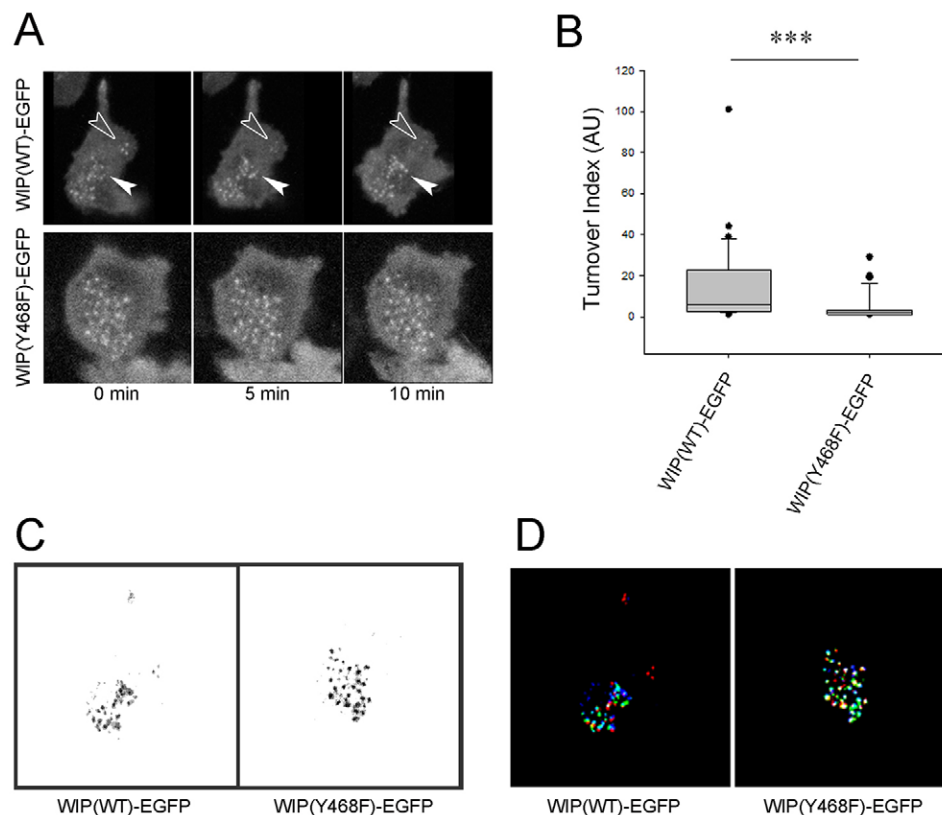 A
WIP(WT)-EGFP
WIP(Y468F)-EGFP
0 min
5 min
10 min
B
***
120
100
80
60
40
20
0
Turnover Index (AU)
WIP(WT)-EGFP
WIP(Y468F)-EGFP
C
WIP(WT)-EGFP
WIP(Y468F)-EGFP
D
WIP(WT)-EGFP
WIP(Y468F)-EGFP